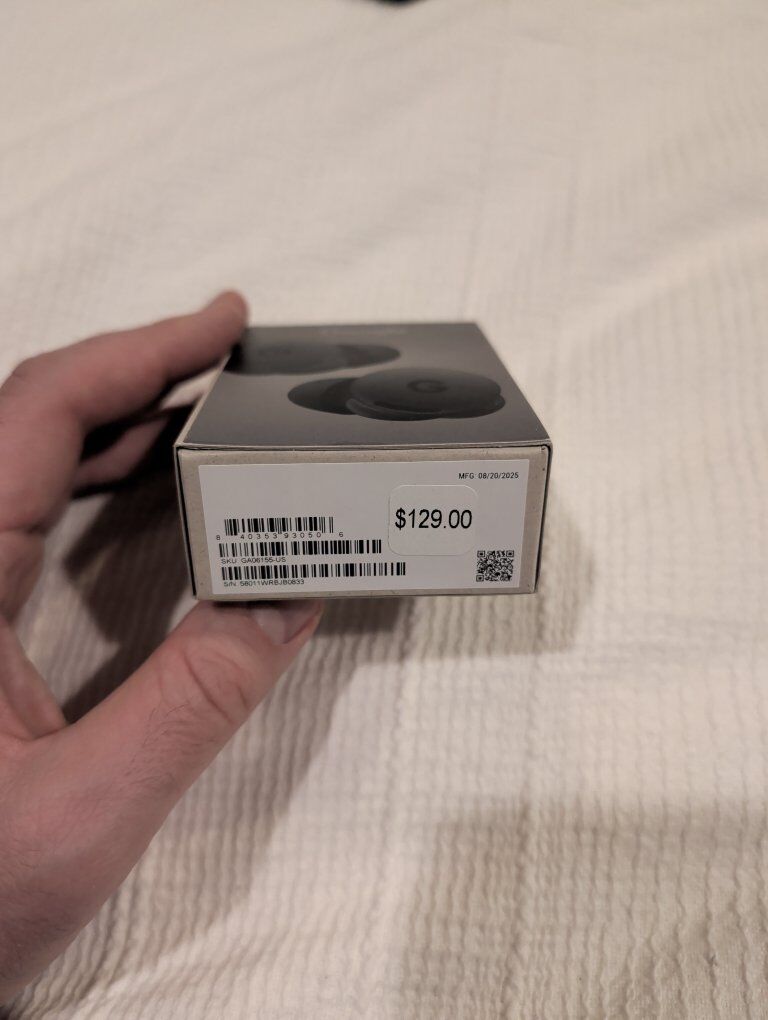 MFG: 08/20/2025
$129.00
8 40353 93050 6
SKU: GA06155-US
S/N: 58011WRBJB0833
G